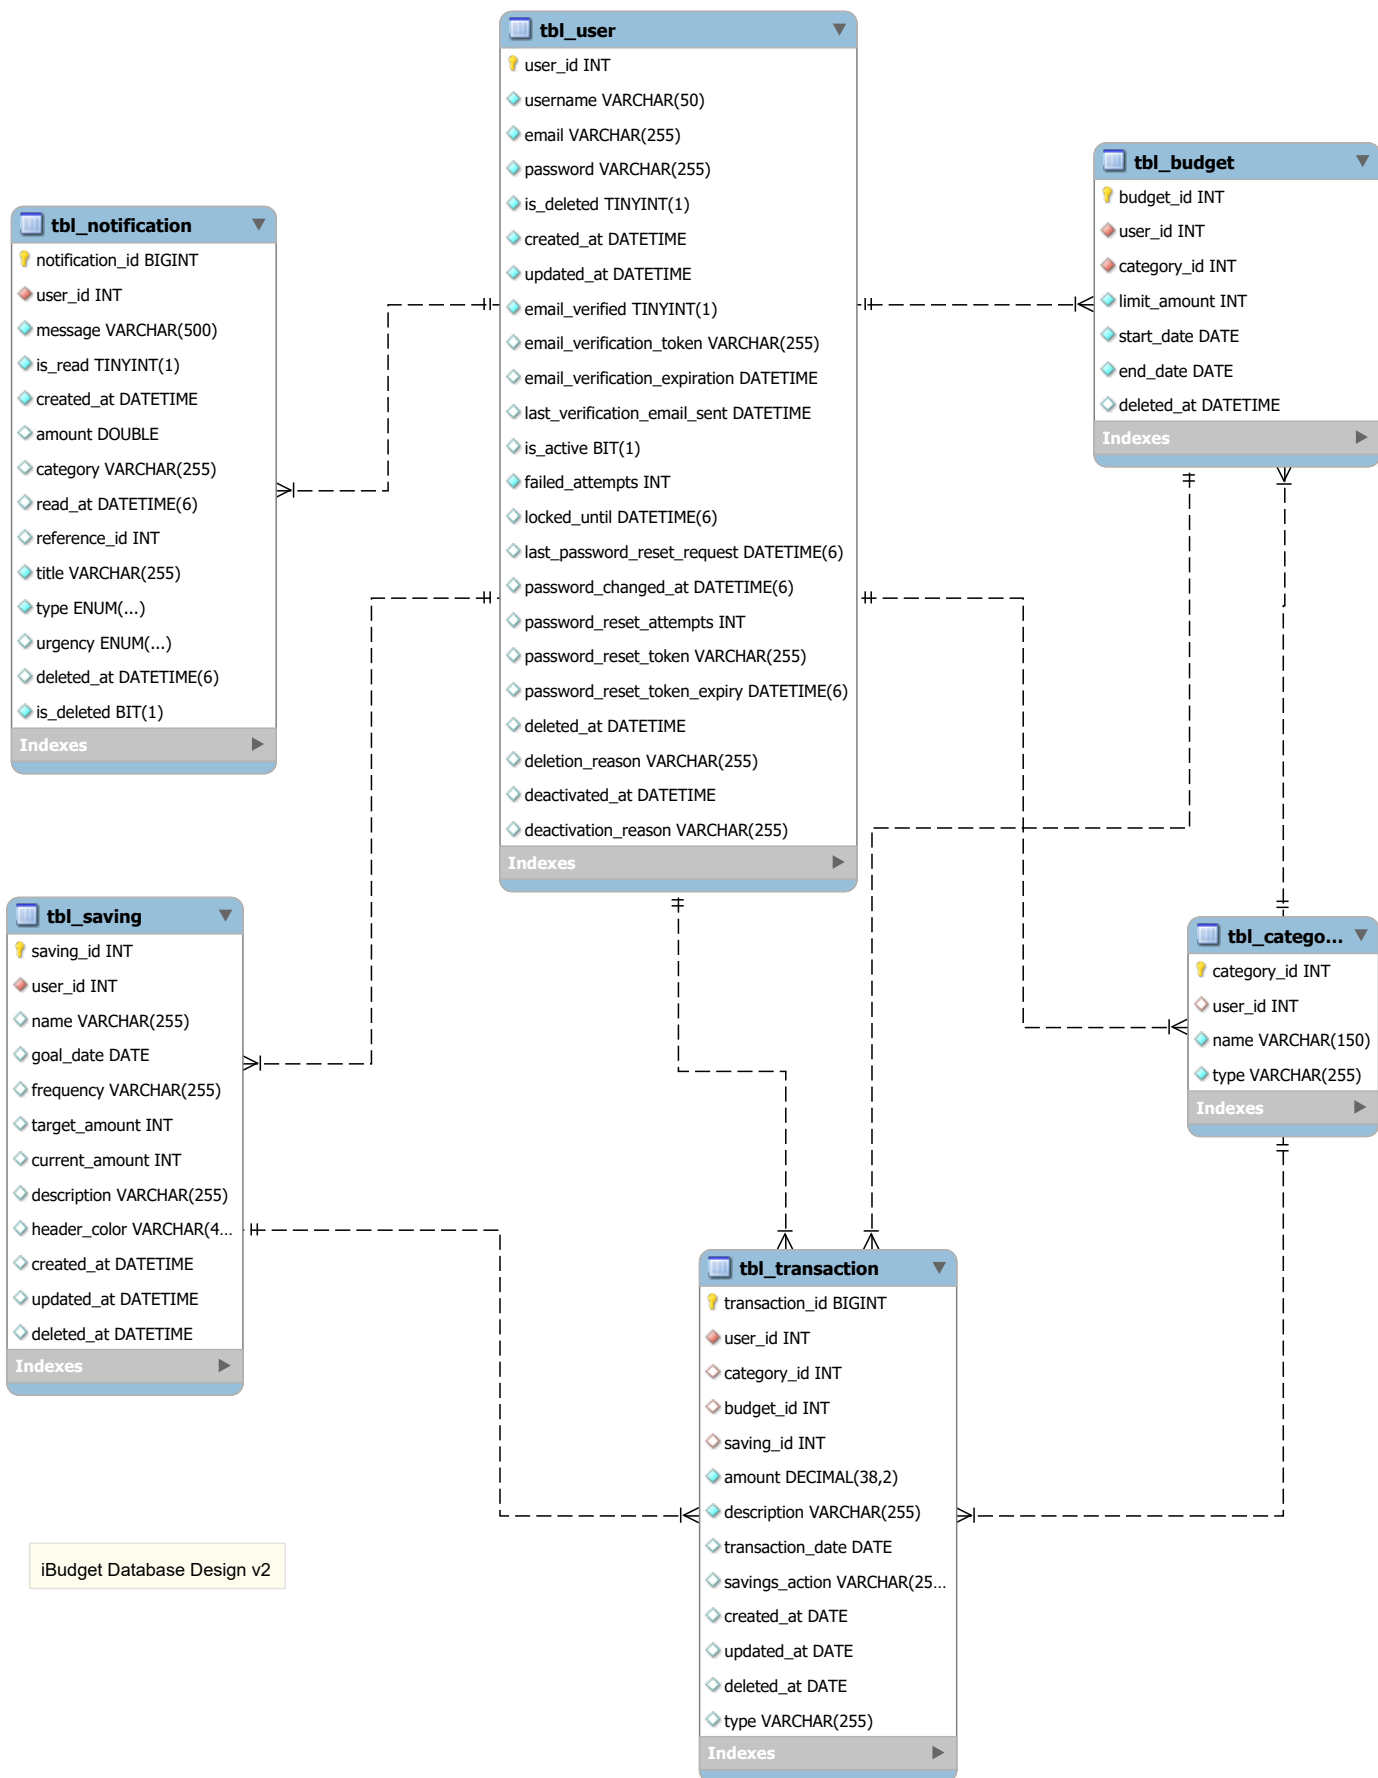 tbl_user
user_id INT
username VARCHAR(50)
email VARCHAR(255)
password VARCHAR(255)
is_deleted TINYINT(1)
created_at DATETIME
updated_at DATETIME
email_verified TINYINT(1)
email_verification_token VARCHAR(255)
email_verification_expiration DATETIME
last_verification_email_sent DATETIME
is_active BIT(1)
failed_attempts INT
locked_until DATETIME(6)
last_password_reset_request DATETIME(6)
password_changed_at DATETIME(6)
password_reset_attempts INT
password_reset_token VARCHAR(255)
password_reset_token_expiry DATETIME(6)
deleted_at DATETIME
deletion_reason VARCHAR(255)
deactivated_at DATETIME
deactivation_reason VARCHAR(255)
Indexes
tbl_budget
budget_id INT
user_id INT
category_id INT
limit_amount INT
start_date DATE
end_date DATE
deleted_at DATETIME
Indexes
tbl_notification
notification_id BIGINT
user_id INT
message VARCHAR(500)
is_read TINYINT(1)
created_at DATETIME
amount DOUBLE
category VARCHAR(255)
read_at DATETIME(6)
reference_id INT
title VARCHAR(255)
type ENUM(...)
urgency ENUM(...)
deleted_at DATETIME(6)
is_deleted BIT(1)
Indexes
tbl_saving
saving_id INT
user_id INT
name VARCHAR(255)
goal_date DATE
frequency VARCHAR(255)
target_amount INT
current_amount INT
description VARCHAR(255)
header_color VARCHAR(4...
created_at DATETIME
updated_at DATETIME
deleted_at DATETIME
Indexes
tbl_catego...
category_id INT
user_id INT
name VARCHAR(150)
type VARCHAR(255)
Indexes
tbl_transaction
transaction_id BIGINT
user_id INT
category_id INT
budget_id INT
saving_id INT
amount DECIMAL(38,2)
description VARCHAR(255)
transaction_date DATE
savings_action VARCHAR(25...
created_at DATE
updated_at DATE
deleted_at DATE
type VARCHAR(255)
Indexes
iBudget Database Design v2